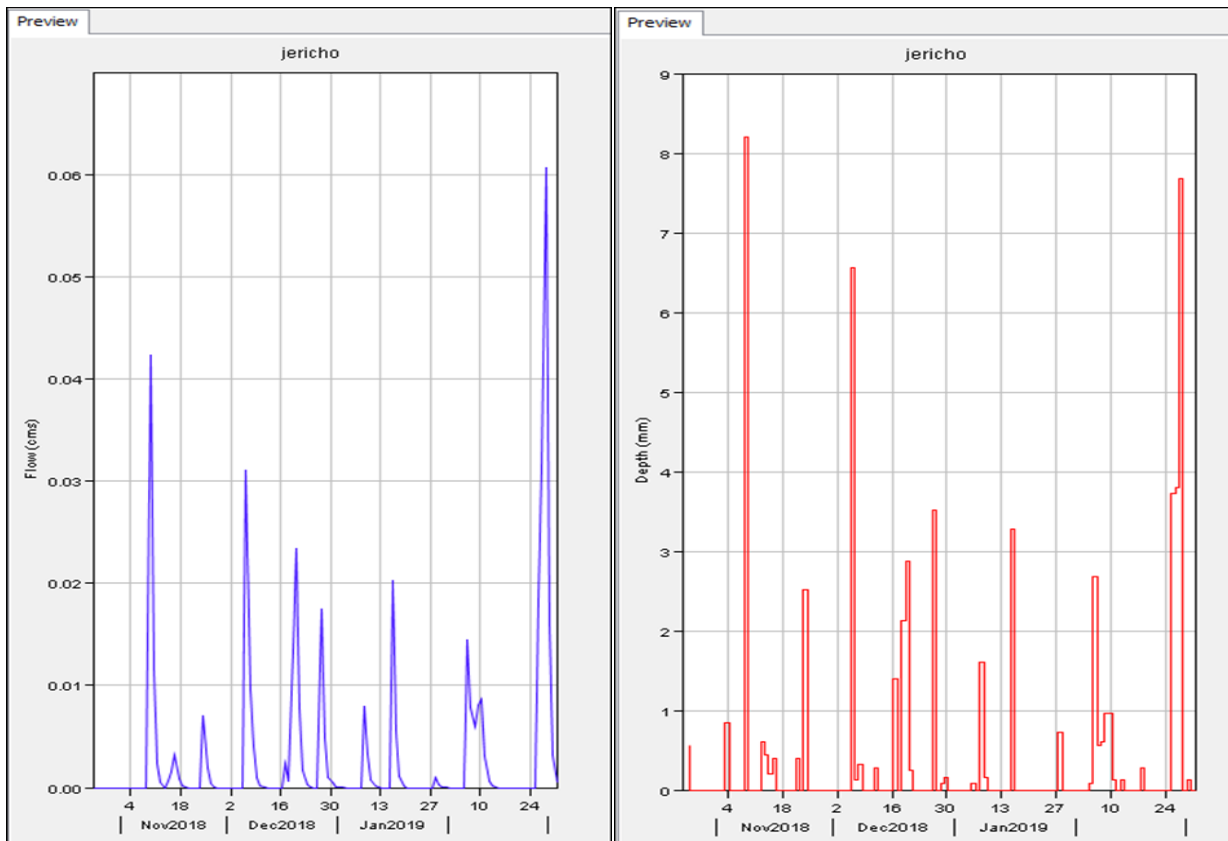 Preview
jericho
0.06
0.05
0.04
0.03
0.02
0.01
0.00
Flow (cms)
4 18 2 16 30 13 27 10 24
| Nov2018 | Dec2018 | Jan2019 | |
Preview
jericho
9
8
7
6
5
4
3
2
1
0
Depth (mm)
4 18 2 16 30 13 27 10 24
| Nov2018 | Dec2018 | Jan2019 | |